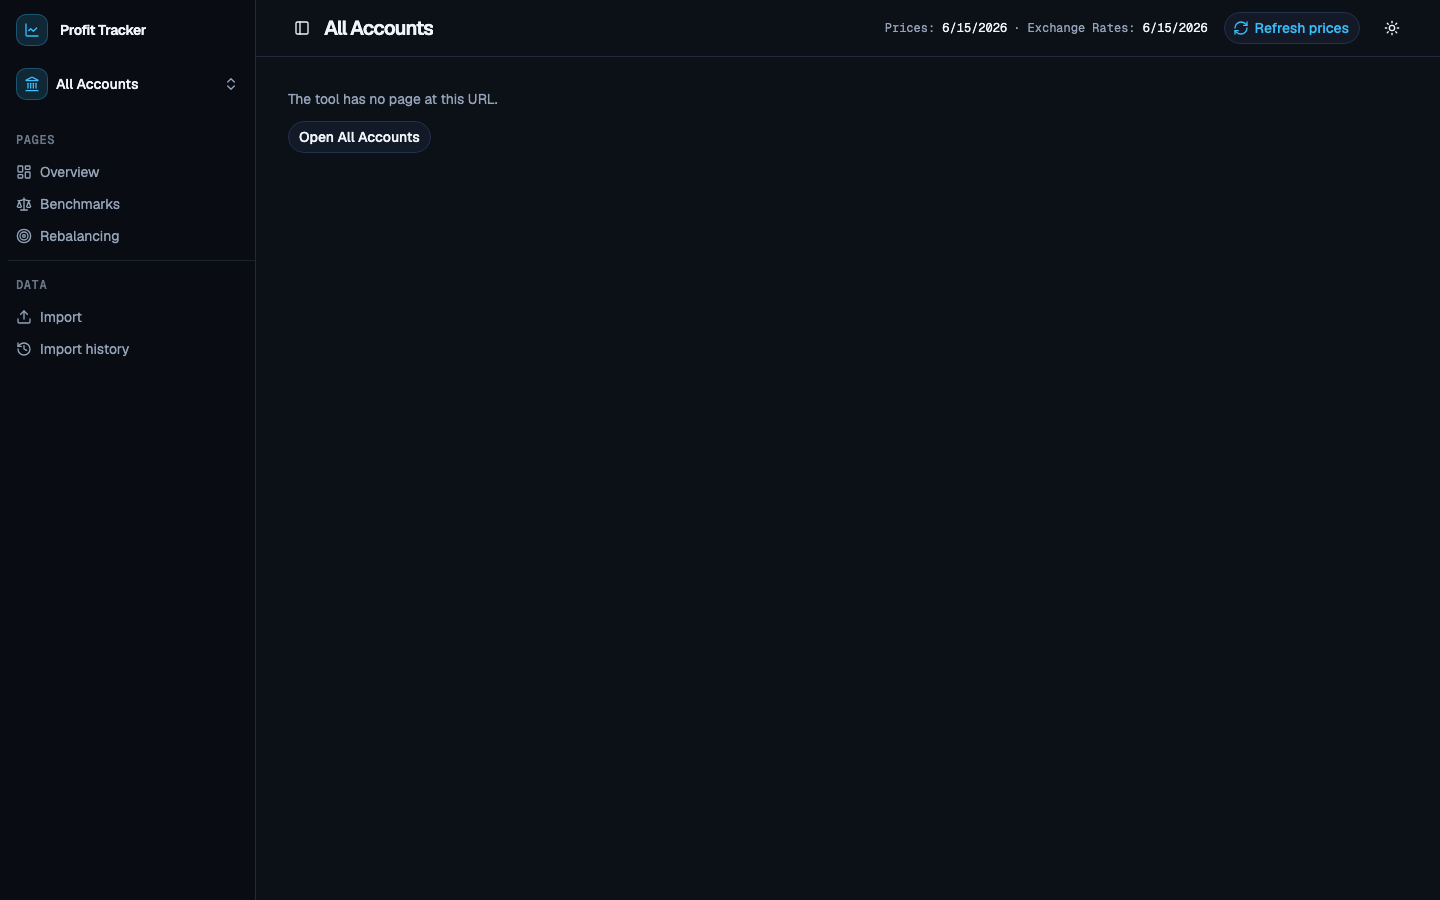 Profit Tracker
All Accounts
PAGES
Overview
Benchmarks
Rebalancing
DATA
Import
Import history
All Accounts
Prices: 6/15/2026 · Exchange Rates: 6/15/2026
Refresh prices
The tool has no page at this URL.
Open All Accounts